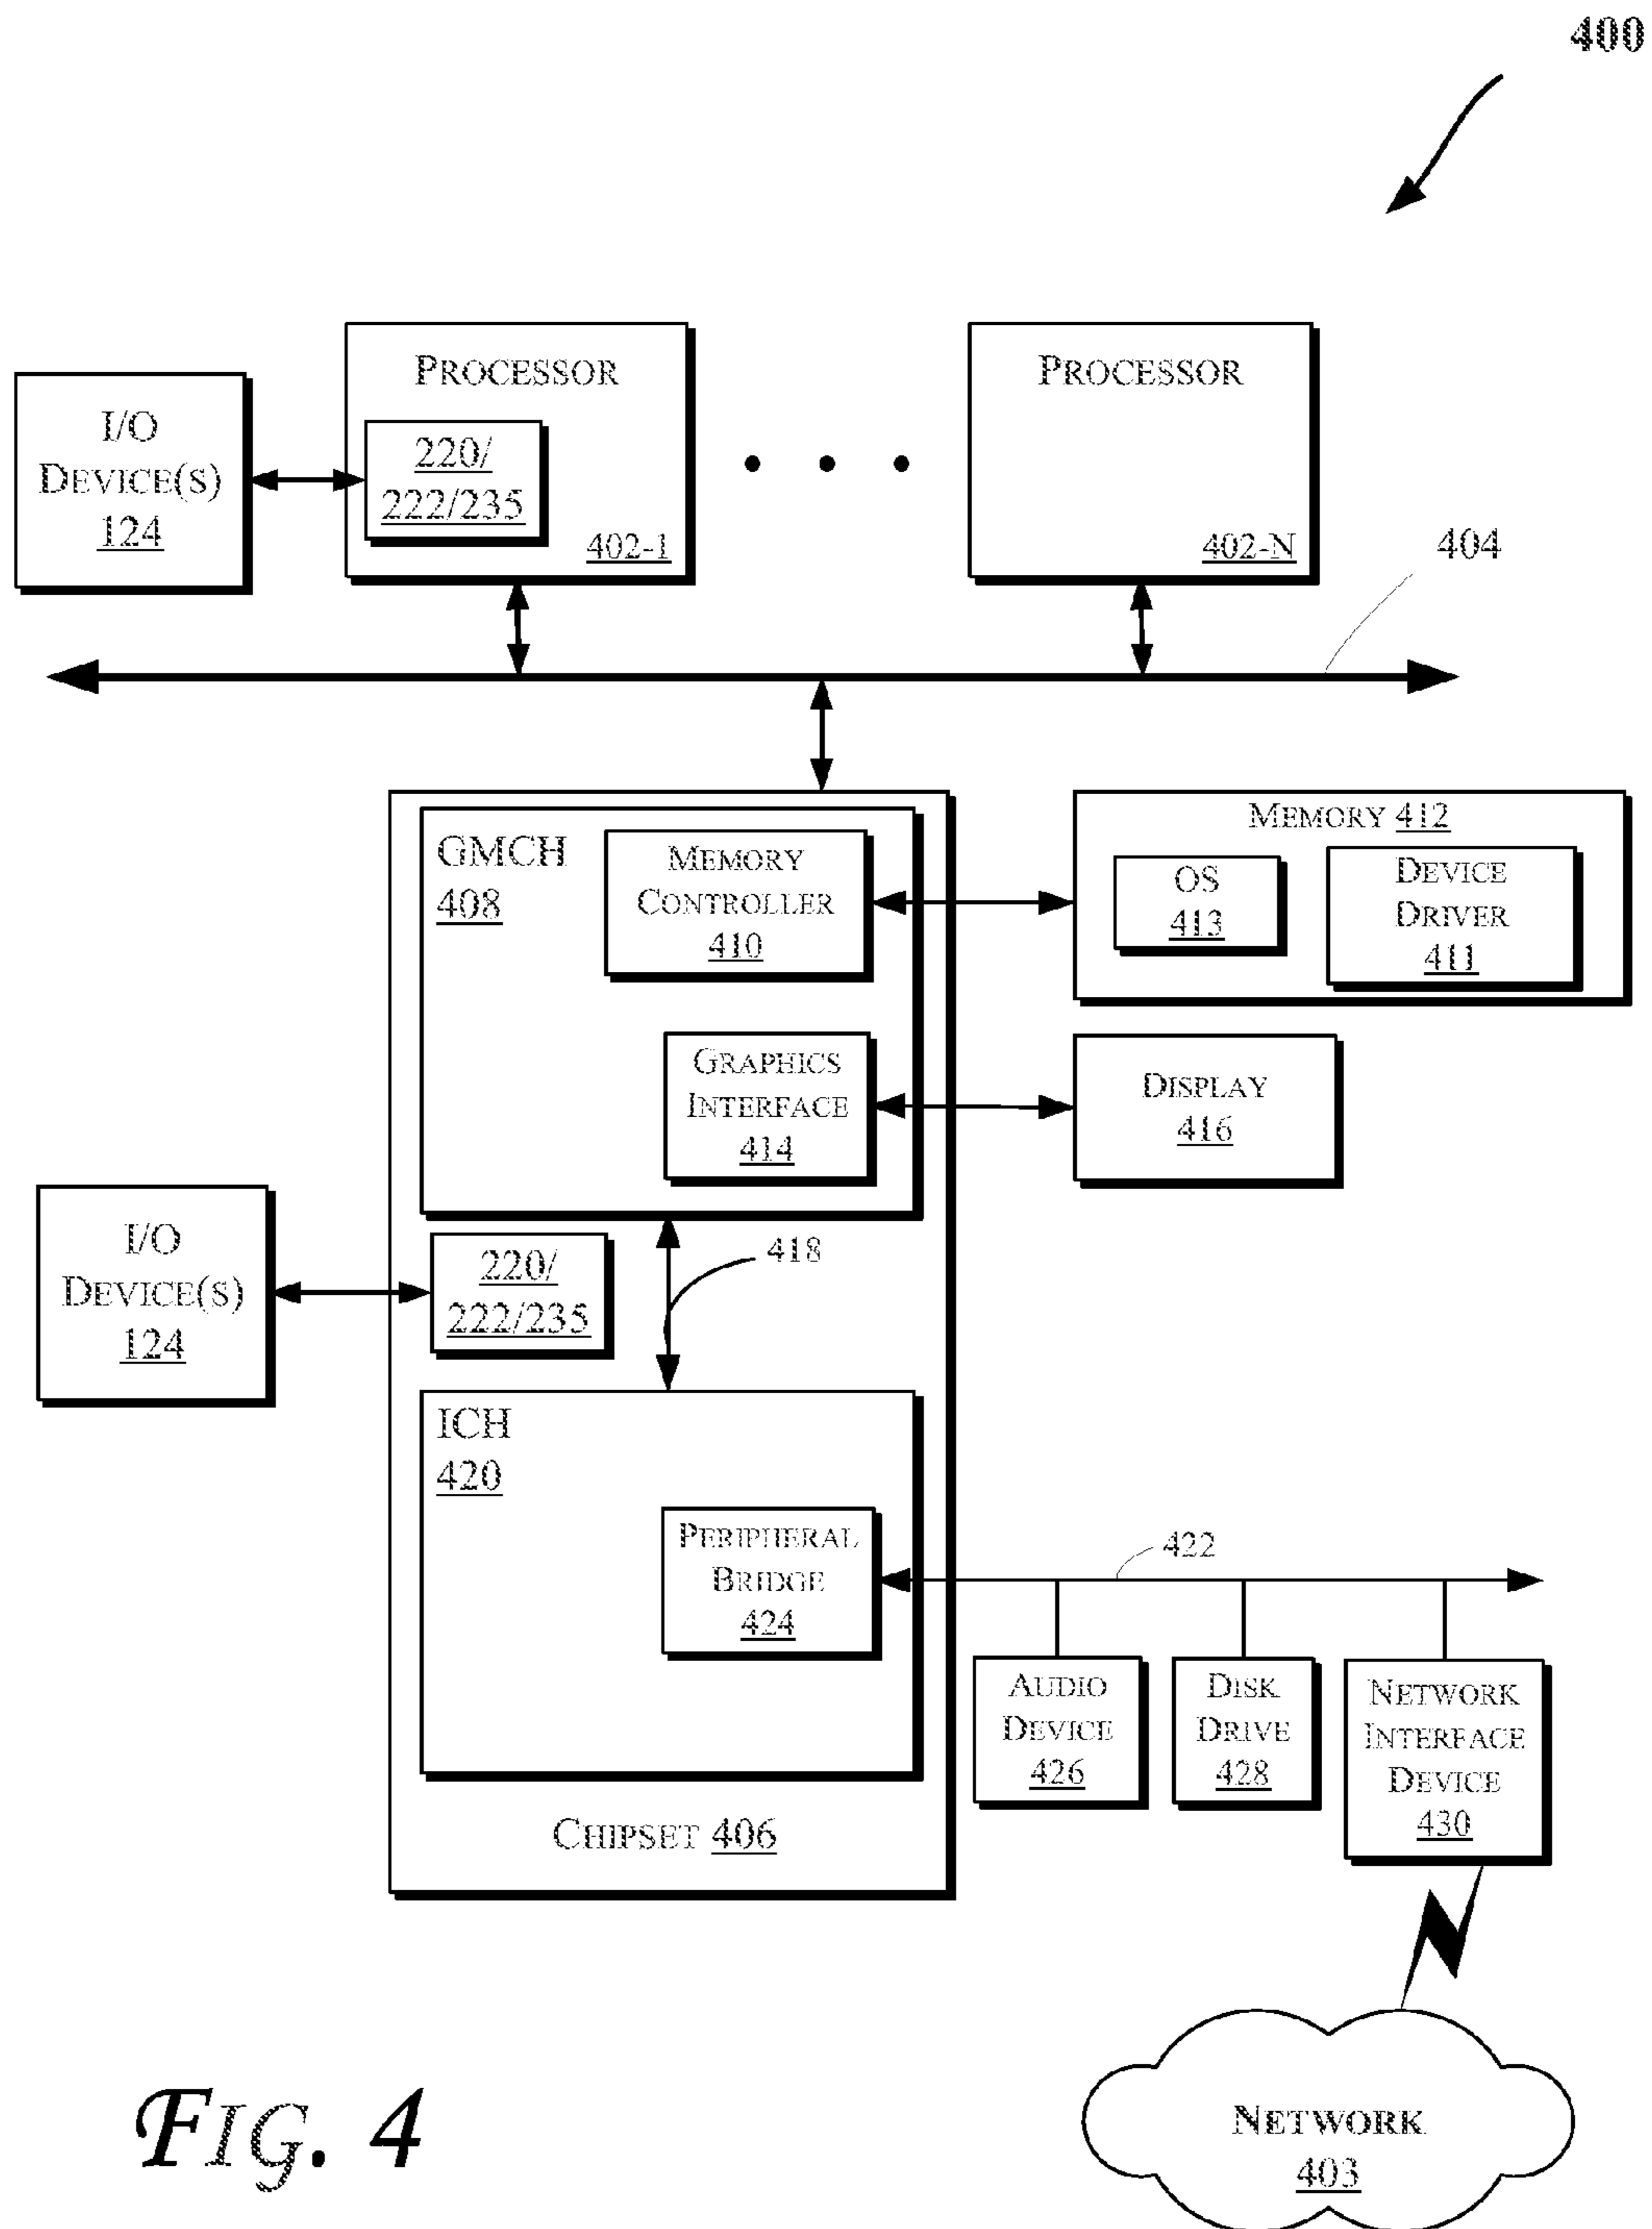 400
PROCESSOR
220/
222/235
402-1
PROCESSOR
402-N
I/O
DEVICE(S)
124
404
GMCH
408
MEMORY
CONTROLLER
410
MEMORY 412
OS
413
DEVICE
DRIVER
411
GRAPHICS
INTERFACE
414
DISPLAY
416
I/O
DEVICE(S)
124
220/
222/235
418
ICH
420
PERIPHERAL
BRIDGE
424
422
AUDIO
DEVICE
426
DISK
DRIVE
428
NETWORK
INTERFACE
DEVICE
430
CHIPSET 406
NETWORK
403
FIG. 4